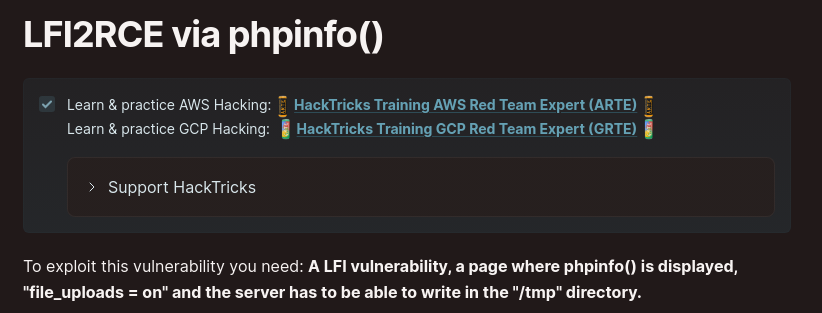 LFI2RCE via phpinfo()
Learn & practice AWS Hacking: HackTricks Training AWS Red Team Expert (ARTE)
Learn & practice GCP Hacking: HackTricks Training GCP Red Team Expert (GRTE)
Support HackTricks
To exploit this vulnerability you need: A LFI vulnerability, a page where phpinfo() is displayed,
"file_uploads = on" and the server has to be able to write in the "/tmp" directory.